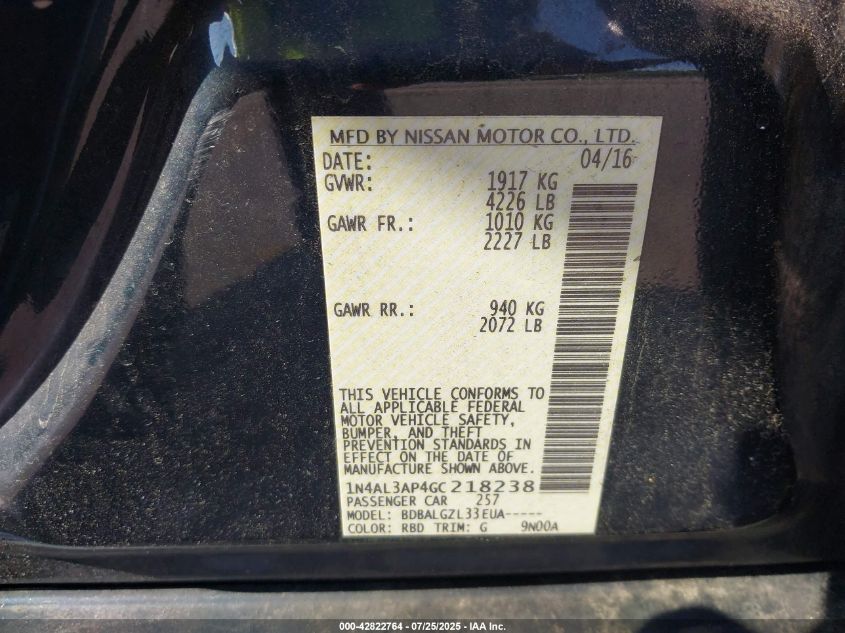 MFD BY NISSAN MOTOR CO., LTD.
DATE: 04/16
GVWR: 1917 KG
4226 LB
GAWR FR.: 1010 KG
2227 LB
GAWR RR.: 940 KG
2072 LB
THIS VEHICLE CONFORMS TO
ALL APPLICABLE FEDERAL
MOTOR VEHICLE SAFETY,
BUMPER, AND THEFT
PREVENTION STANDARDS IN
EFFECT ON THE DATE OF
MANUFACTURE SHOWN ABOVE.
1N4AL3AP4GC218238
PASSENGER CAR 257
MODEL: BDBALGZL33EUA-----
COLOR: RBD TRIM: G 9N00A
000-42822764 - 07/25/2025 - IAA Inc.